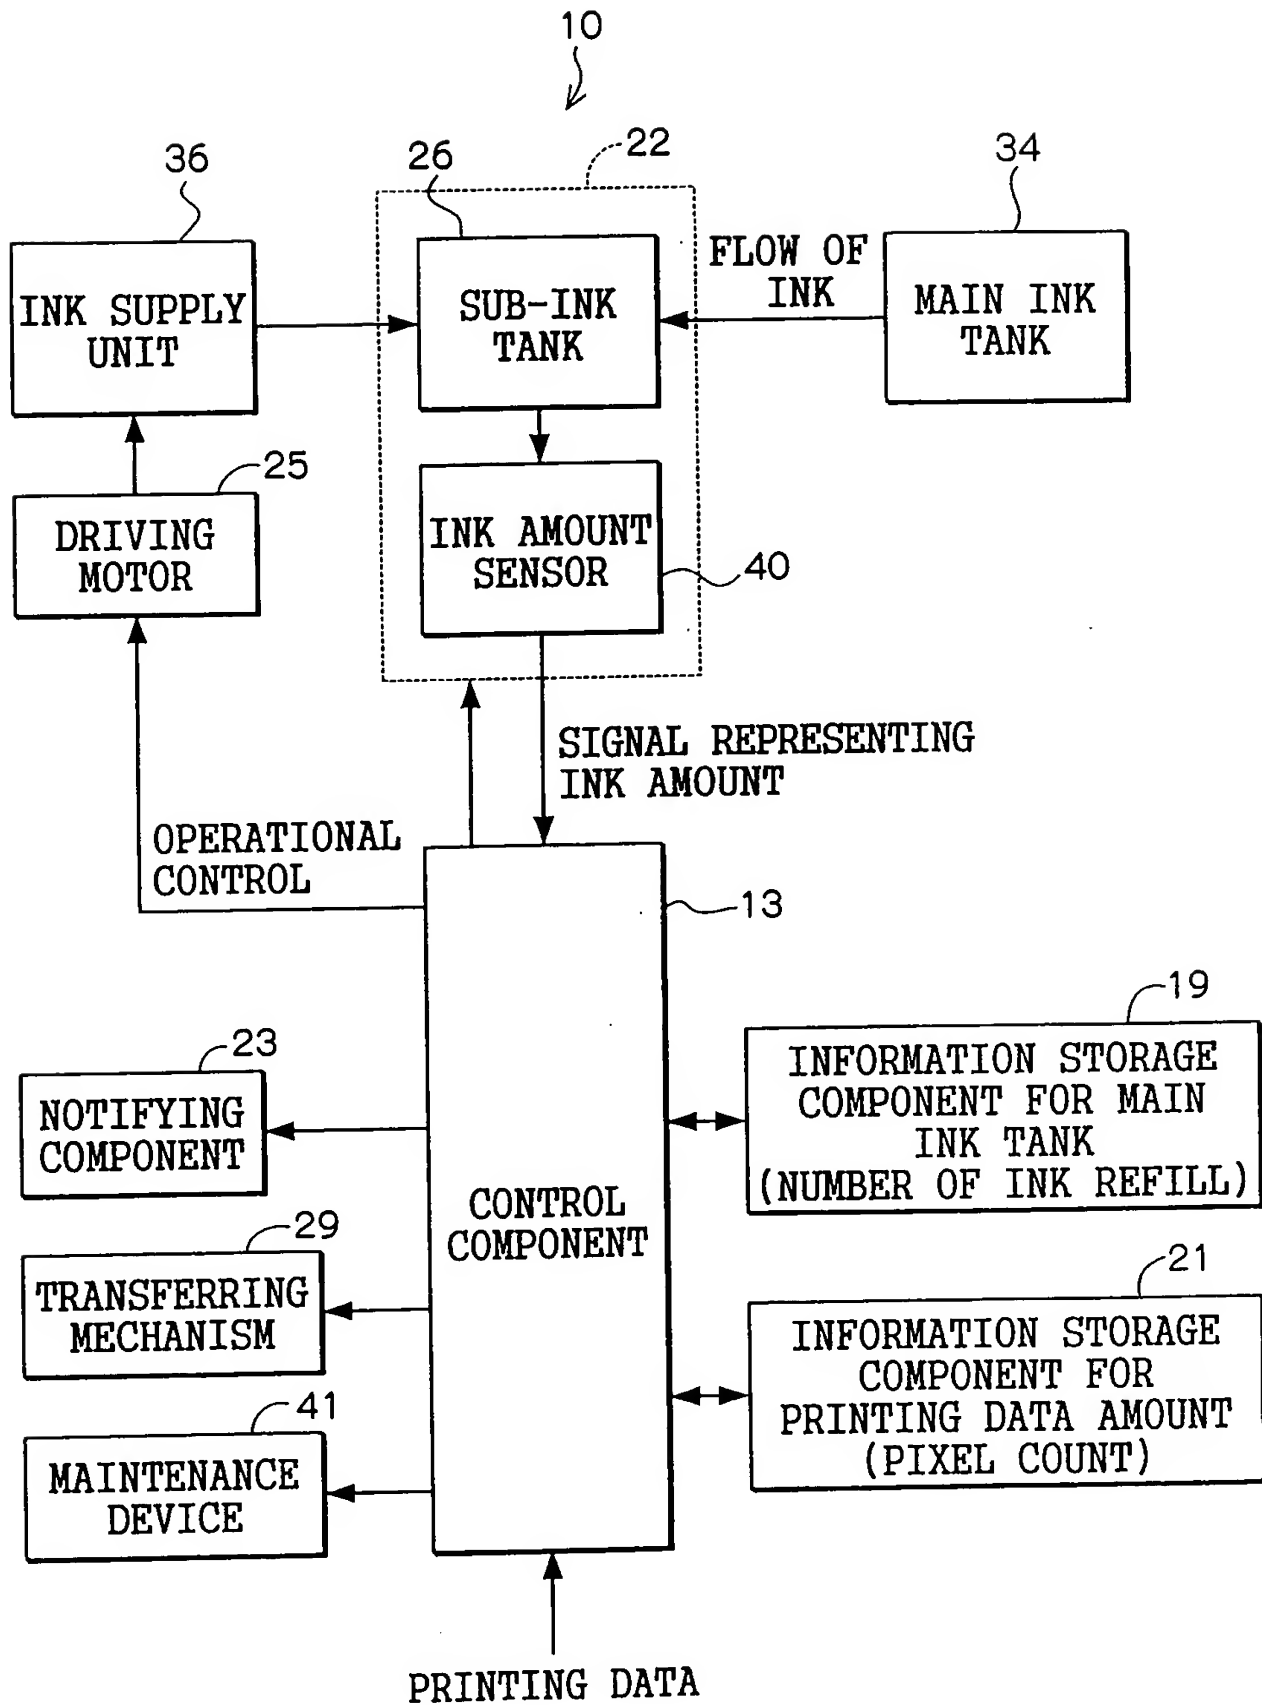 10
36
26
22
34
INK SUPPLY
UNIT
SUB-INK
TANK
FLOW OF
INK
MAIN INK
TANK
25
DRIVING
MOTOR
INK AMOUNT
SENSOR
40
SIGNAL REPRESENTING
INK AMOUNT
OPERATIONAL
CONTROL
13
19
23
NOTIFYING
COMPONENT
INFORMATION STORAGE
COMPONENT FOR MAIN
INK TANK
(NUMBER OF INK REFILL)
CONTROL
COMPONENT
29
TRANSFERRING
MECHANISM
21
INFORMATION STORAGE
COMPONENT FOR
PRINTING DATA AMOUNT
(PIXEL COUNT)
41
MAINTENANCE
DEVICE
PRINTING DATA